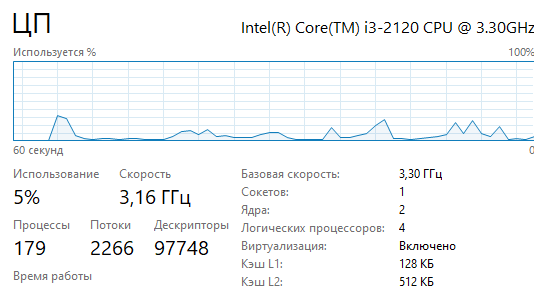 ЦП
Intel(R) Core(TM) i3-2120 CPU @ 3.30GHz
Используется %
100%
60 секунд
0
Использование
Скорость
5%
3,16 ГГц
Процессы
Потоки
Дескрипторы
179
2266
97748
Время работы
Базовая скорость:
3,30 ГГц
Сокетов:
1
Ядра:
2
Логических процессоров:
4
Виртуализация:
Включено
Кэш L1:
128 КБ
Кэш L2:
512 КБ